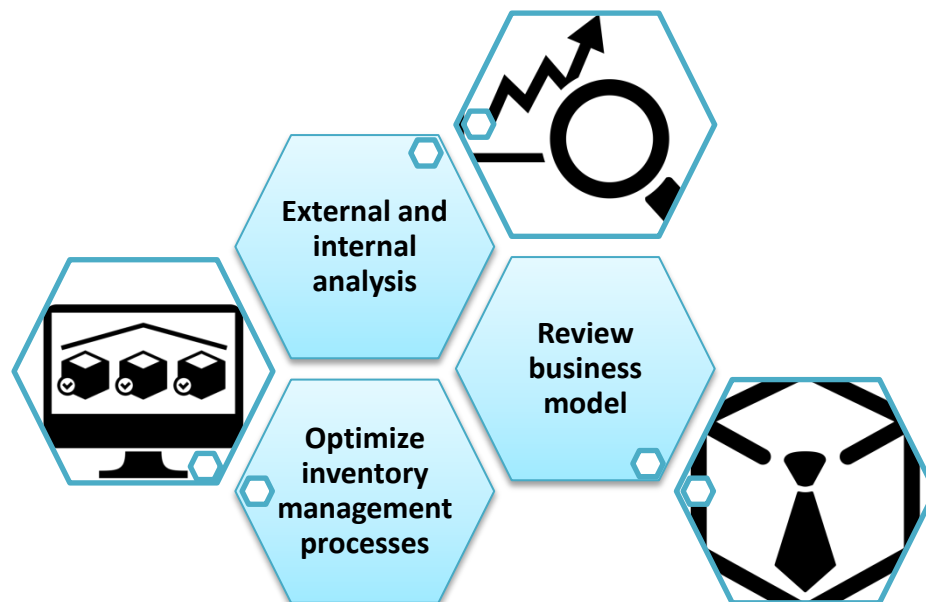 External and
internal
analysis
Review
business
model
Optimize
inventory
management
processes